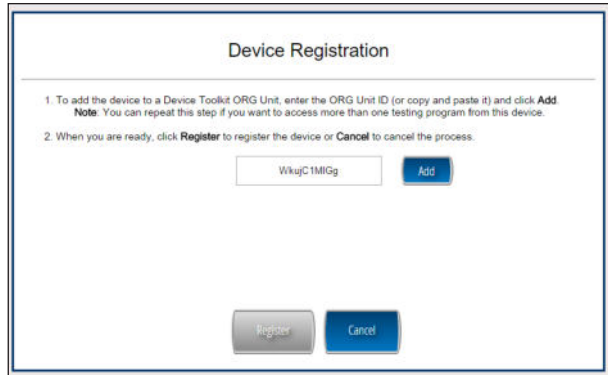 Device Registration
1. To add the device to a Device Toolkit ORG Unit, enter the ORG Unit ID (or copy and paste it) and click Add.
Note: You can repeat this step if you want to access more than one testing program from this device.
2. When you are ready, click Register to register the device or Cancel to cancel the process.
WkujC1MIGg Add
Register Cancel